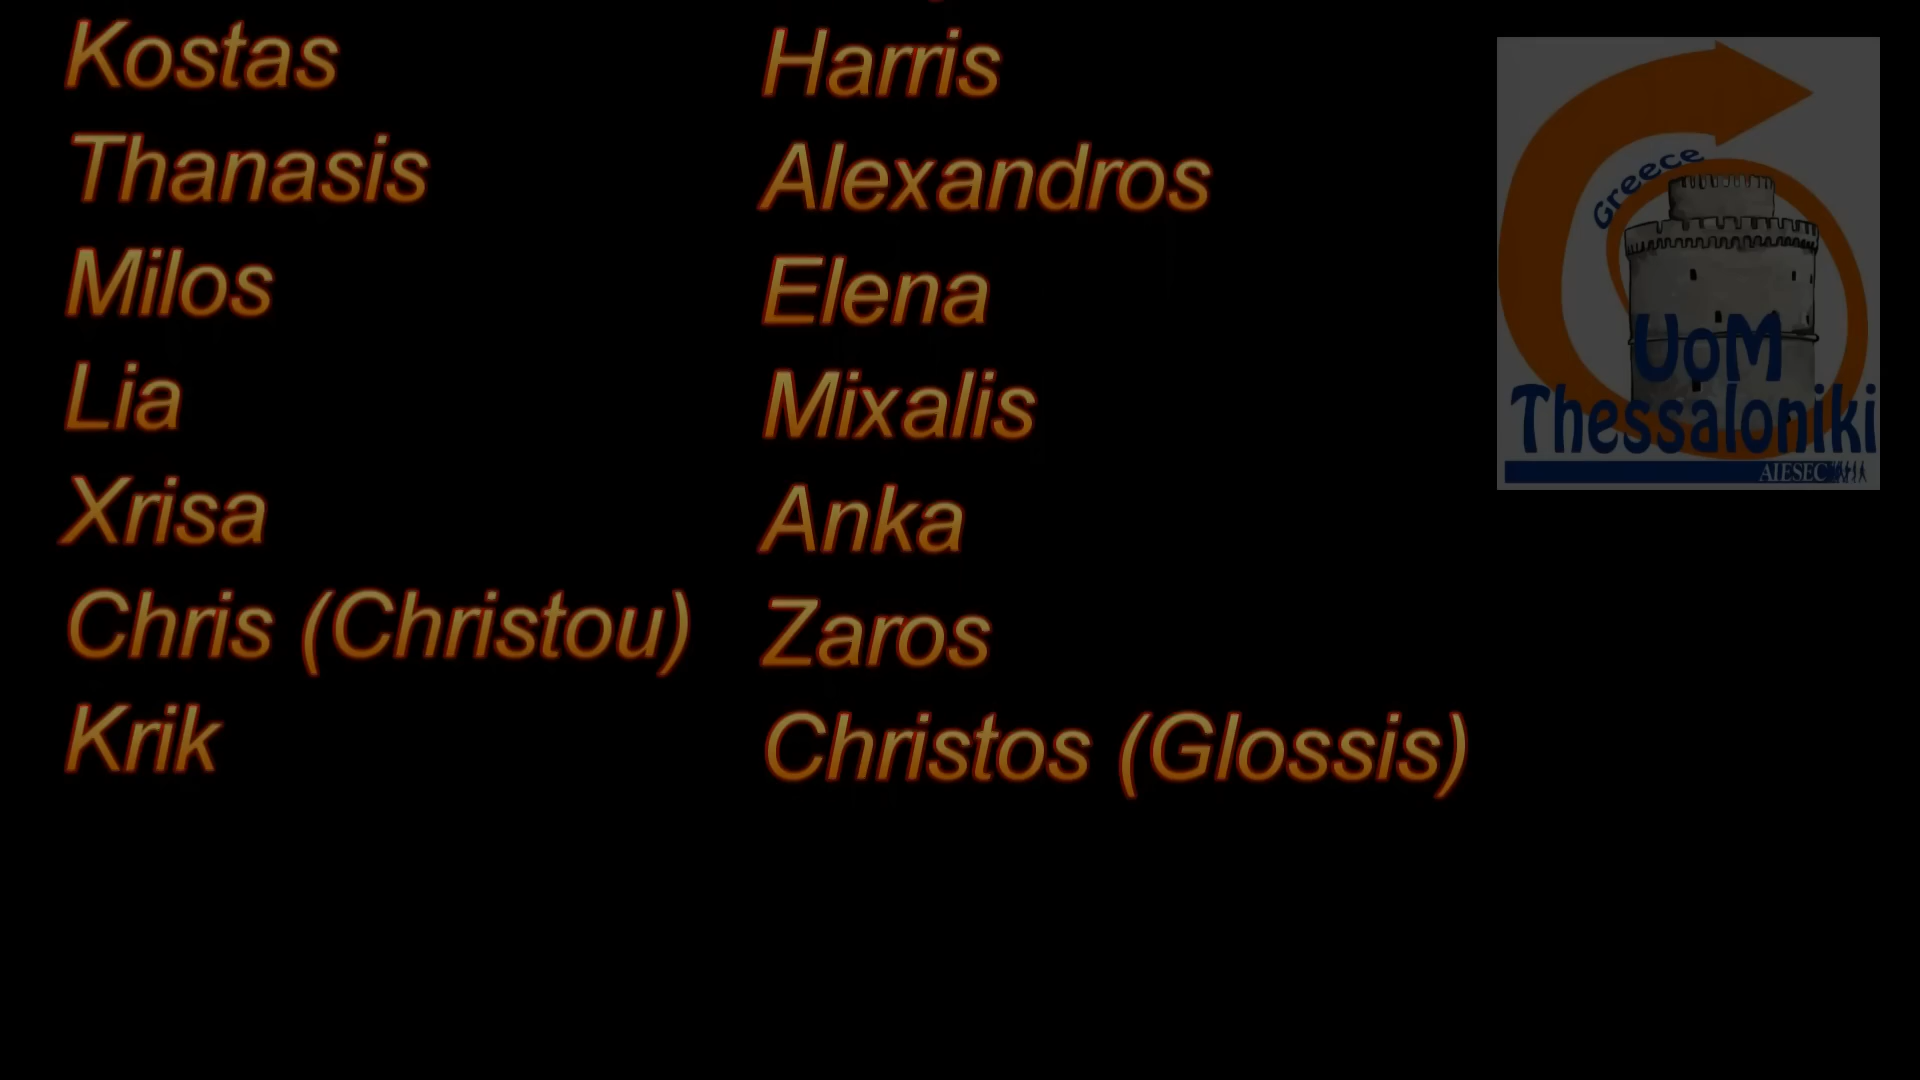 Kostas
Thanasis
Milos
Lia
Xrisa
Chris (Christou)
Krik
Harris
Alexandros
Elena
Mixalis
Anka
Zaros
Christos (Glossis)
Greece
UoM
Thessaloniki
AIESEC